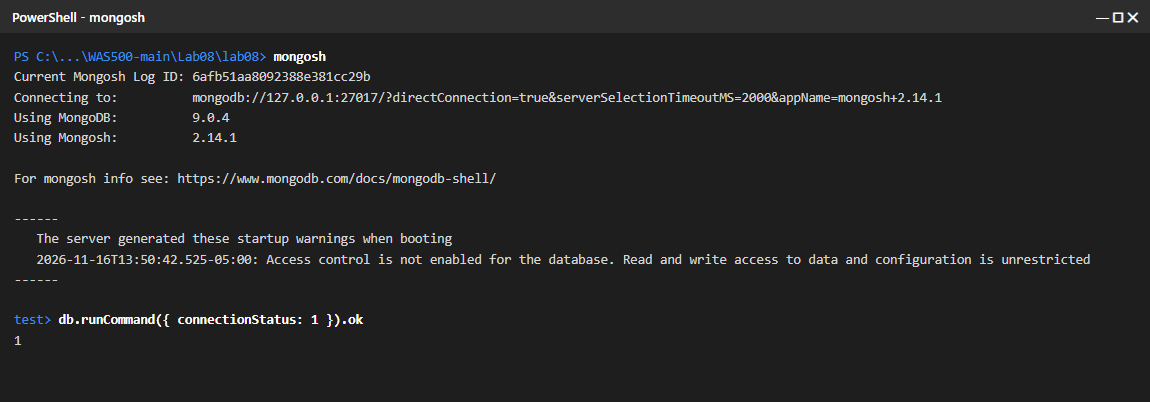 PowerShell - mongosh
PS C:\...\WAS500-main\Lab08\lab08> mongosh
Current Mongosh Log ID: 6afb51aa8092388e381cc29b
Connecting to: mongodb://127.0.0.1:27017/?directConnection=true&serverSelectionTimeoutMS=2000&appName=mongosh+2.14.1
Using MongoDB: 9.0.4
Using Mongosh: 2.14.1
For mongosh info see: https://www.mongodb.com/docs/mongodb-shell/
------
The server generated these startup warnings when booting
2026-11-16T13:50:42.525-05:00: Access control is not enabled for the database. Read and write access to data and configuration is unrestricted
------
test> db.runCommand({ connectionStatus: 1 }).ok
1